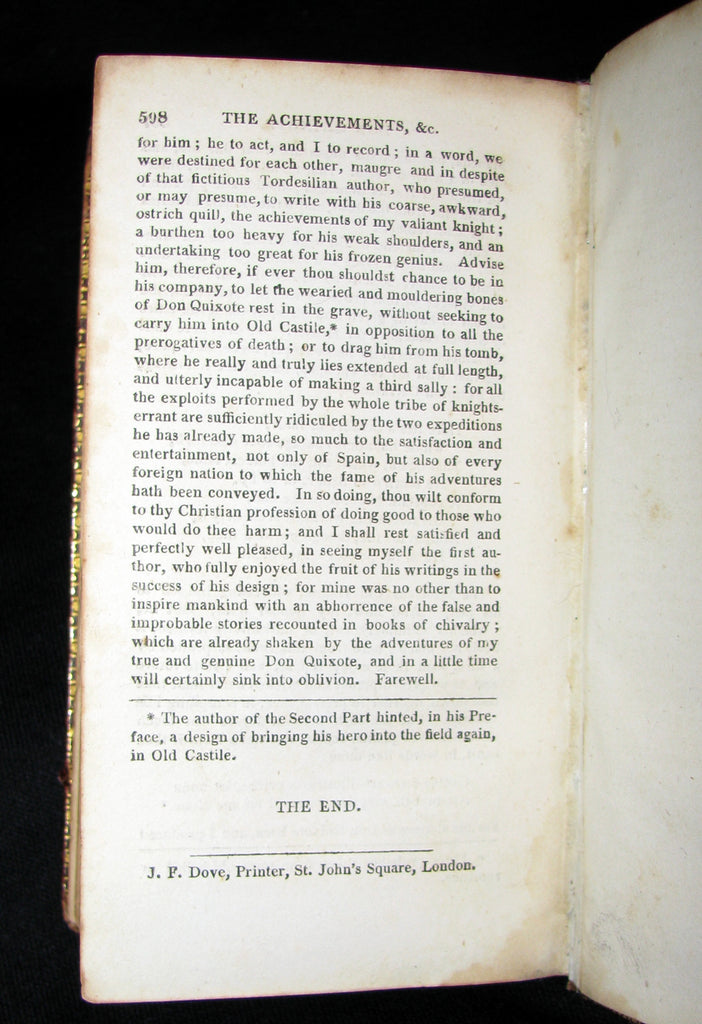 598 THE ACHIEVEMENTS, &c.
for him ; he to act, and I to record ; in a word, we
were destined for each other, maugre and in despite
of that fictitious Tordesilian author, who presumed,
or may presume, to write with his coarse, awkward,
ostrich quill, the achievements of my valiant knight ;
a burthen too heavy for his weak shoulders, and an
undertaking too great for his frozen genius. Advise
him, therefore, if ever thou shouldst chance to be in
his company, to let the wearied and mouldering bones
of Don Quixote rest in the grave, without seeking to
carry him into Old Castile,* in opposition to all the
prerogatives of death ; or to drag him from his tomb,
where he really and truly lies extended at full length,
and utterly incapable of making a third sally : for all
the exploits performed by the whole tribe of knights-
errant are sufficiently ridiculed by the two expeditions
he has already made, so much to the satisfaction and
entertainment, not only of Spain, but also of every
foreign nation to which the fame of his adventures
hath been conveyed. In so doing, thou wilt conform
to thy Christian profession of doing good to those who
would do thee harm ; and I shall rest satisfied and
perfectly well pleased, in seeing myself the first au-
thor, who fully enjoyed the fruit of his writings in the
success of his design ; for mine was no other than to
inspire mankind with an abhorrence of the false and
improbable stories recounted in books of chivalry ;
which are already shaken by the adventures of my
true and genuine Don Quixote, and in a little time
will certainly sink into oblivion. Farewell.
* The author of the Second Part hinted, in his Pre-
face, a design of bringing his hero into the field again,
in Old Castile.
THE END.
J. F. Dove, Printer, St. John's Square, London.